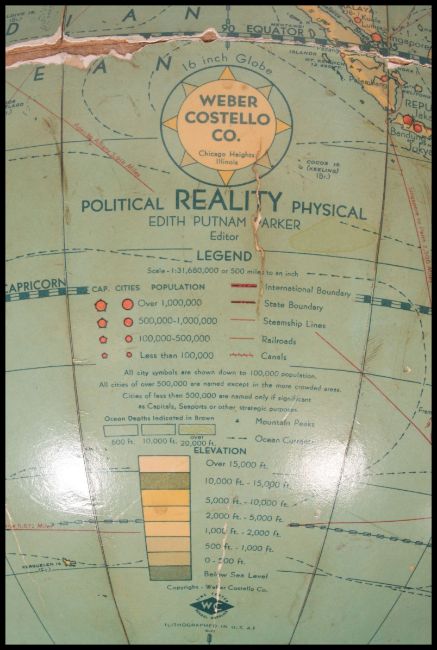 A N
90 EQUATOR
E A N
16 inch Globe
WEBER
COSTELLO
CO.
Chicago Heights
Illinois
COCOS IS
(KEELING)
(Br.)
POLITICAL REALITY PHYSICAL
EDITH PUTNAM PARKER
Editor
LEGEND
Scale - 1:31,680,000 or 500 miles to an inch
CAPRICORN
CAP. CITIES POPULATION
Over 1,000,000
500,000-1,000,000
100,000-500,000
Less than 100,000
International Boundary
State Boundary
Steamship Lines
Railroads
Canals
All city symbols are shown down to 100,000 population.
All cities of over 500,000 are named except in the more crowded areas.
Cities of less than 500,000 are named only if significant
as Capitals, Seaports or other strategic purposes.
Ocean Depths Indicated in Brown
600 ft. 10,000 ft. over 20,000 ft.
Mountain Peaks
Ocean Currents
ELEVATION
Over 15,000 ft.
10,000 ft. - 15,000 ft.
5,000 ft. - 10,000 ft.
2,000 ft. - 5,000 ft.
1,000 ft. - 2,000 ft.
500 ft. - 1,000 ft.
0 - 500 ft.
Below Sea Level
Copyright - Weber Costello Co.
KERGUELEN IS
WC
LITHOGRAPHED IN U.S.A.